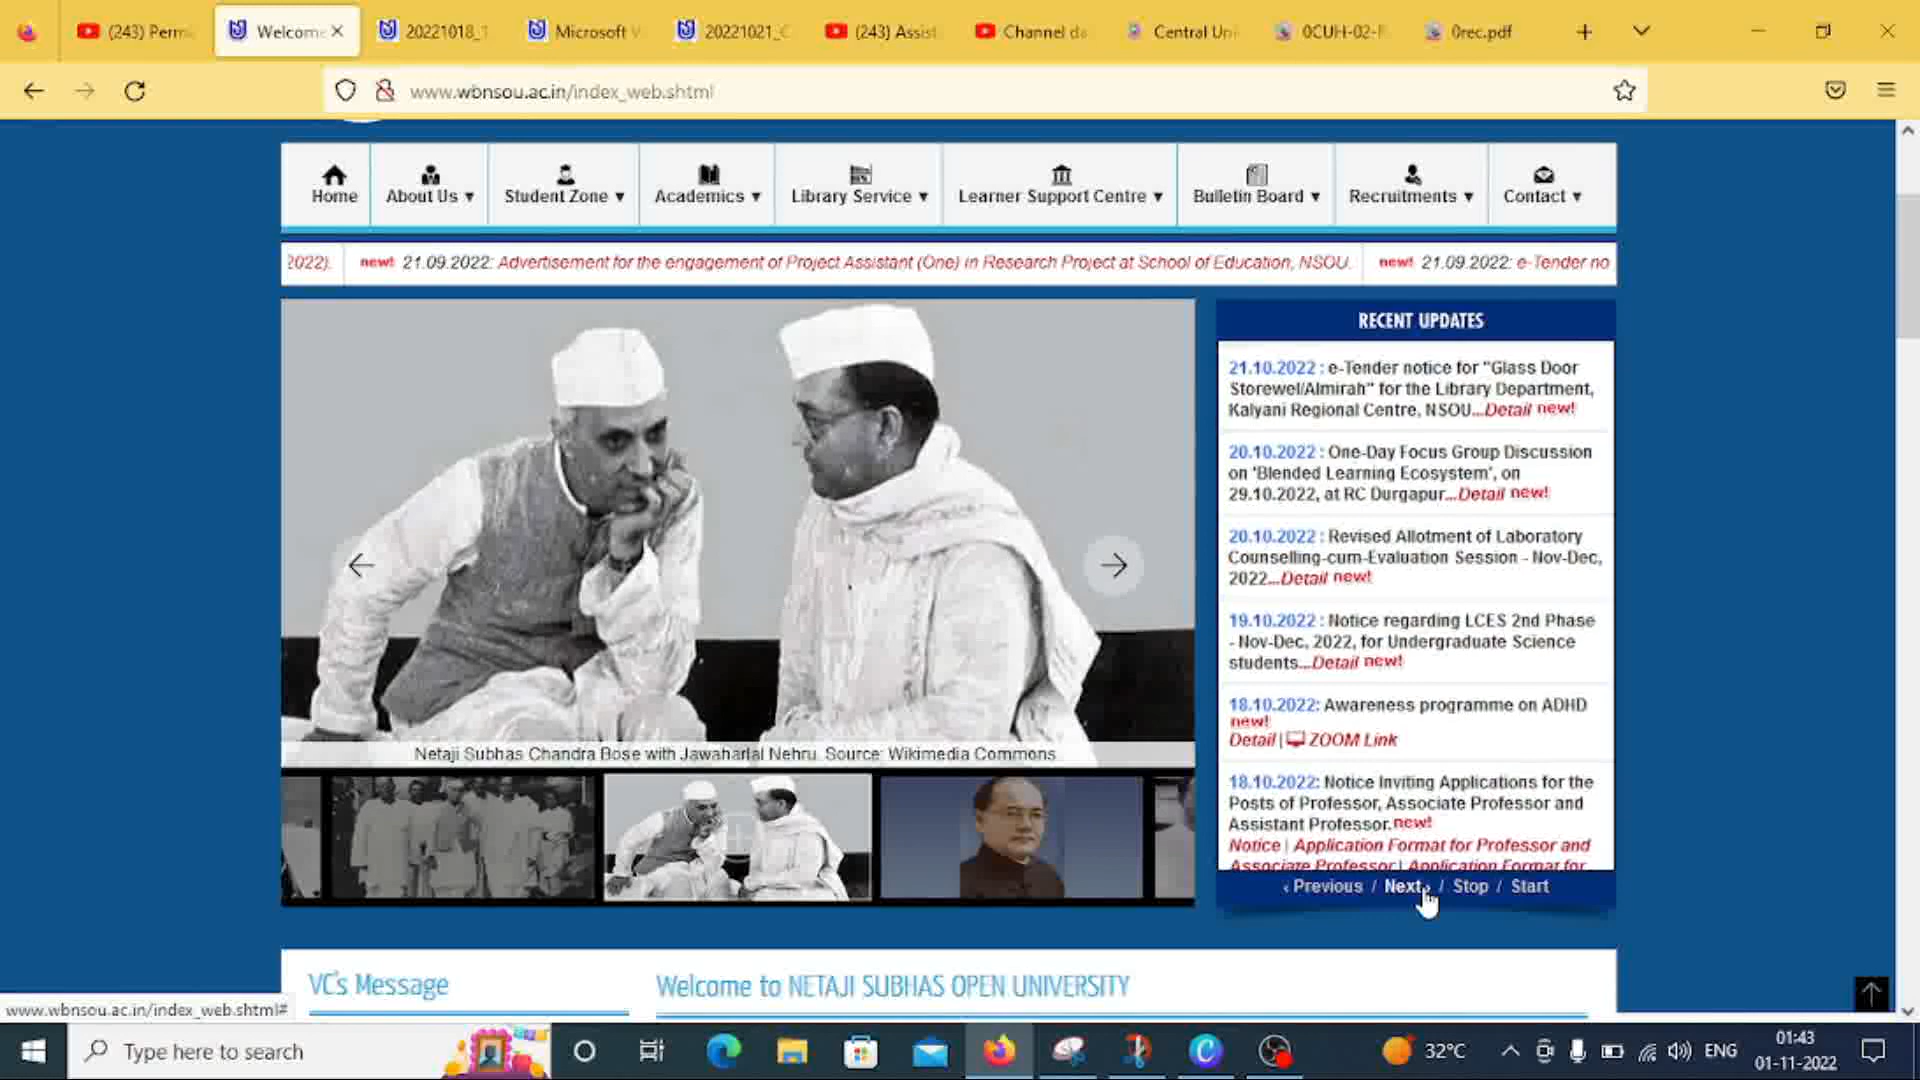 (243) Perm
Welcome
20221018_1
Microsoft V
20221021_C
(243) Assist
Channel da
Central Uni
0CUH-02-
0rec.pdf
www.wbnsou.ac.in/index_web.shtml
Home
About Us ▾
Student Zone ▾
Academics ▾
Library Service ▾
Learner Support Centre ▾
Bulletin Board ▾
Recruitments ▾
Contact ▾
2022). new! 21.09.2022: Advertisement for the engagement of Project Assistant (One) in Research Project at School of Education, NSOU. new! 21.09.2022: e-Tender no
Netaji Subhas Chandra Bose with Jawaharlal Nehru. Source: Wikimedia Commons
RECENT UPDATES
21.10.2022 : e-Tender notice for "Glass Door
Storewel/Almirah" for the Library Department,
Kalyani Regional Centre, NSOU...Detail new!
20.10.2022 : One-Day Focus Group Discussion
on 'Blended Learning Ecosystem', on
29.10.2022, at RC Durgapur...Detail new!
20.10.2022 : Revised Allotment of Laboratory
Counselling-cum-Evaluation Session - Nov-Dec,
2022...Detail new!
19.10.2022 : Notice regarding LCES 2nd Phase
- Nov-Dec, 2022, for Undergraduate Science
students...Detail new!
18.10.2022: Awareness programme on ADHD
new!
Detail | ZOOM Link
18.10.2022: Notice Inviting Applications for the
Posts of Professor, Associate Professor and
Assistant Professor.new!
Notice | Application Format for Professor and
Associate Professor | Application Format for
‹ Previous / Next › / Stop / Start
VC's Message
Welcome to NETAJI SUBHAS OPEN UNIVERSITY
www.wbnsou.ac.in/index_web.shtml#
Type here to search
32°C
ENG
01:43
01-11-2022